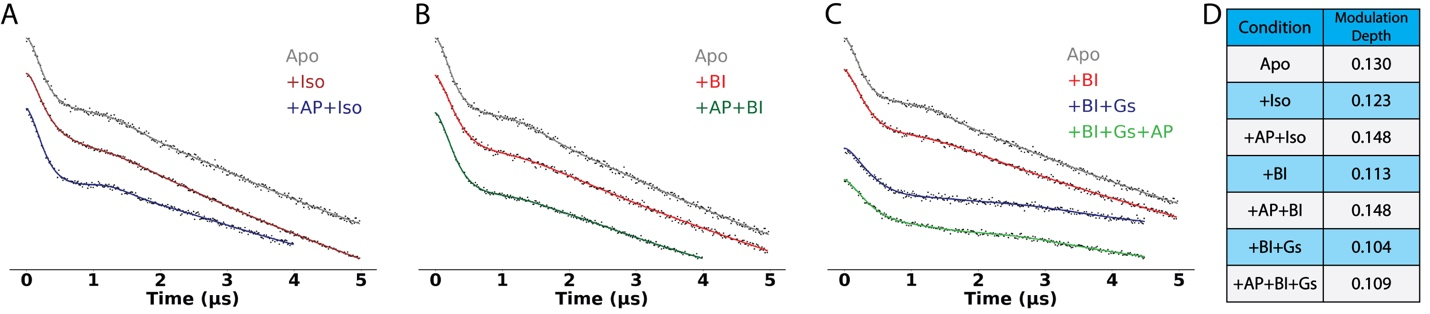 A
Apo
+Iso
+AP+Iso
0 1 2 3 4 5
Time (µs)
B
Apo
+BI
+AP+BI
0 1 2 3 4 5
Time (µs)
C
Apo
+BI
+BI+Gs
+BI+Gs+AP
0 1 2 3 4 5
Time (µs)
D
Condition Modulation Depth
Apo 0.130
+Iso 0.123
+AP+Iso 0.148
+BI 0.113
+AP+BI 0.148
+BI+Gs 0.104
+AP+BI+Gs 0.109